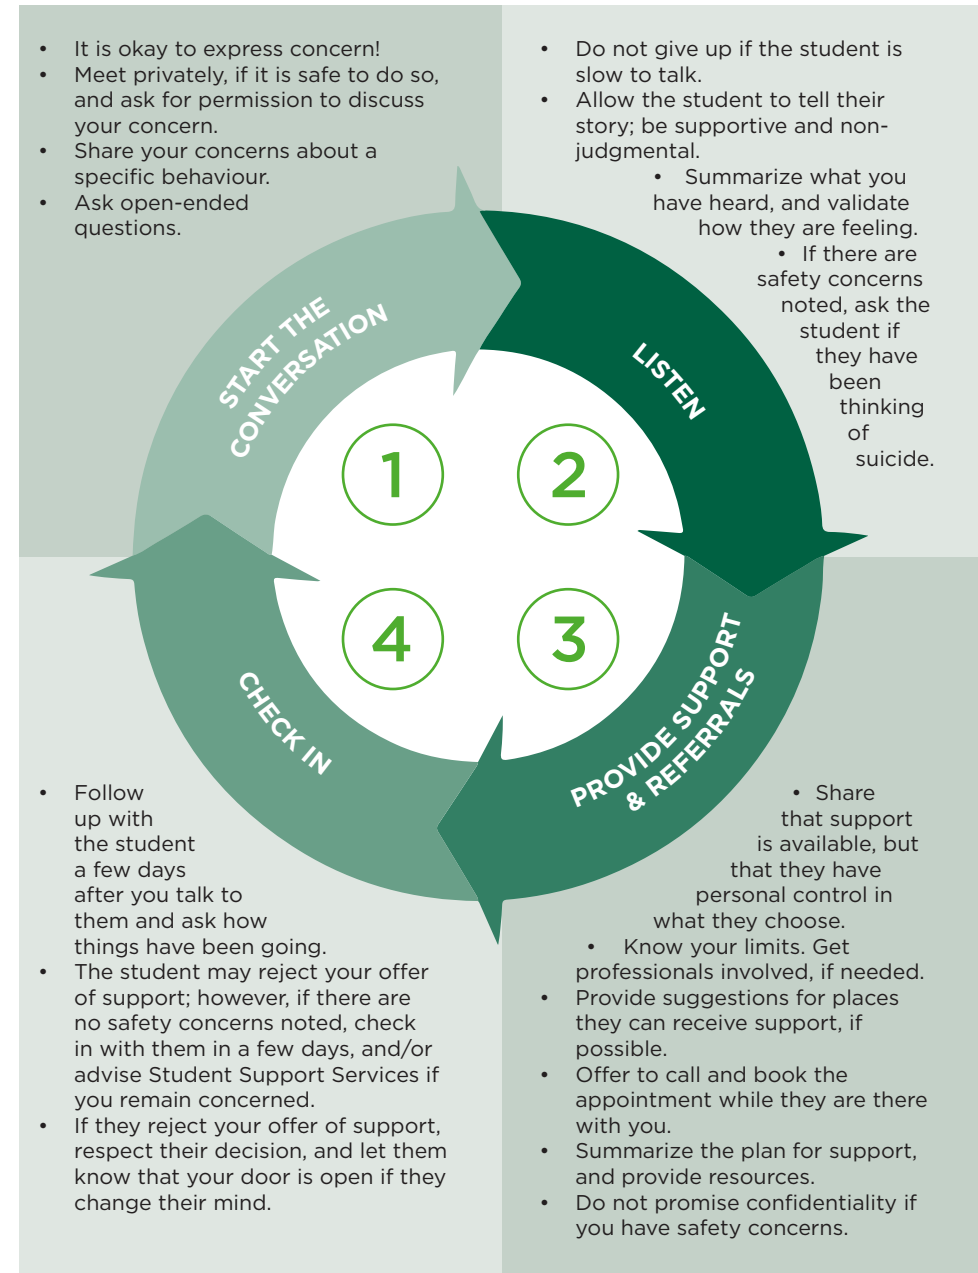 • It is okay to express concern!
• Meet privately, if it is safe to do so,
and ask for permission to discuss
your concern.
• Share your concerns about a
specific behaviour.
• Ask open-ended
questions.
START THE
CONVERSATION
1
• Do not give up if the student is
slow to talk.
• Allow the student to tell their
story; be supportive and non-
judgmental.
• Summarize what you
have heard, and validate
how they are feeling.
• If there are
safety concerns
noted, ask the
student if
they have
been
thinking
of
suicide.
LISTEN
2
PROVIDE SUPPORT
& REFERRALS
3
• Share
that support
is available, but
that they have
personal control in
what they choose.
• Know your limits. Get
professionals involved, if needed.
• Provide suggestions for places
they can receive support, if
possible.
• Offer to call and book the
appointment while they are there
with you.
• Summarize the plan for support,
and provide resources.
• Do not promise confidentiality if
you have safety concerns.
CHECK IN
4
• Follow
up with
the student
a few days
after you talk to
them and ask how
things have been going.
• The student may reject your offer
of support; however, if there are
no safety concerns noted, check
in with them in a few days, and/or
advise Student Support Services if
you remain concerned.
• If they reject your offer of support,
respect their decision, and let them
know that your door is open if they
change their mind.